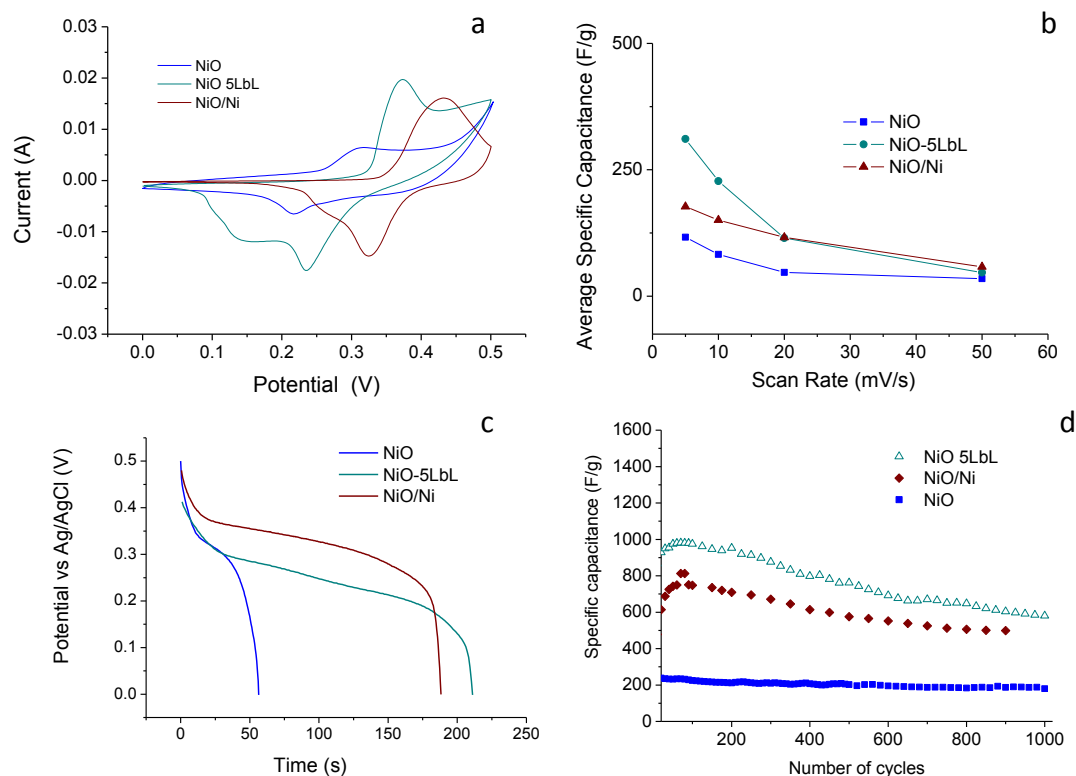 a
0.03
0.02
0.01
0.00
-0.01
-0.02
-0.03
Current (A)
NiO
NiO 5LbL
NiO/Ni
0.0 0.1 0.2 0.3 0.4 0.5
Potential (V)
b
500
250
0
Average Specific Capacitance (F/g)
NiO
NiO-5LbL
NiO/Ni
10 20 30 40 50 60
Scan Rate (mV/s)
c
0.5
0.4
0.3
0.2
0.1
0.0
Potential vs Ag/AgCl (V)
NiO
NiO-5LbL
NiO/Ni
0 50 100 150 200 250
Time (s)
d
1600
1400
1200
1000
800
600
400
200
0
Specific capacitance (F/g)
NiO 5LbL
NiO/Ni
NiO
200 400 600 800 1000
Number of cycles